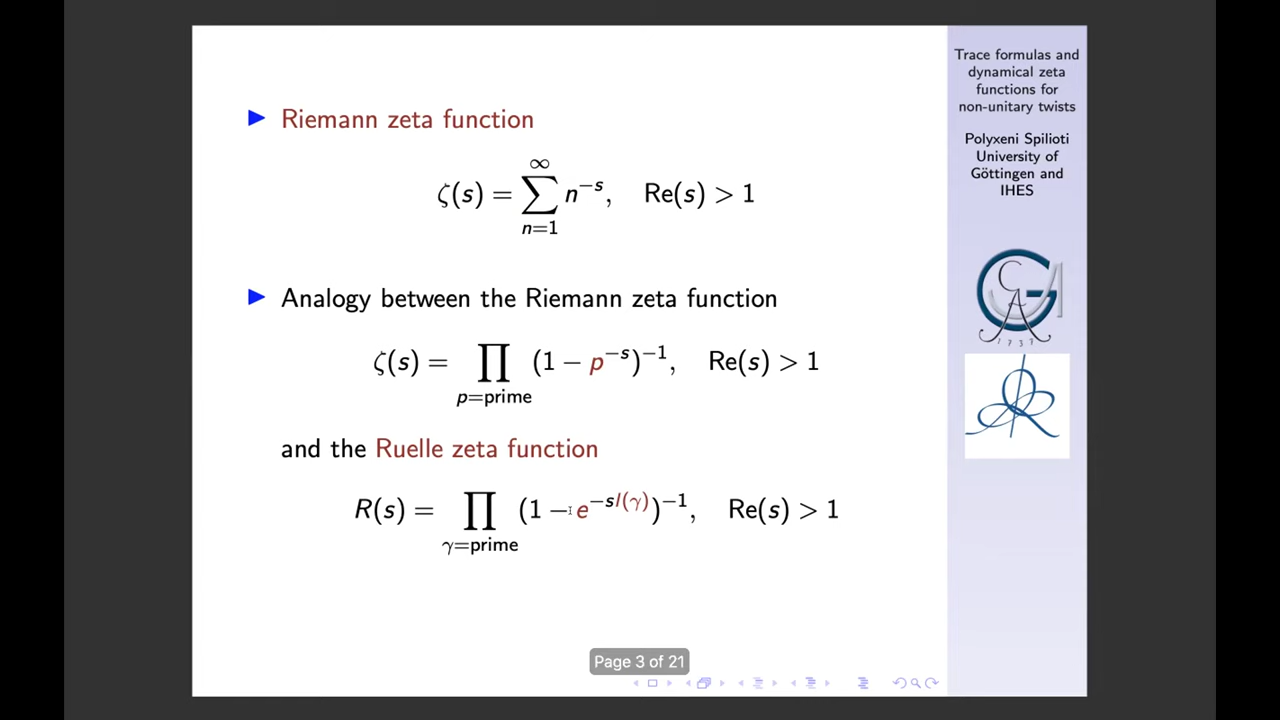 Riemann zeta function
ζ(s) = ∑_{n=1}^{∞} n^{−s}, Re(s) > 1
Analogy between the Riemann zeta function
ζ(s) = ∏_{p=prime} (1 − p^{−s})^{−1}, Re(s) > 1
and the Ruelle zeta function
R(s) = ∏_{γ=prime} (1 − e^{−sl(γ)})^{−1}, Re(s) > 1
Page 3 of 21
Trace formulas and
dynamical zeta
functions for
non-unitary twists
Polyxeni Spilioti
University of
Göttingen and
IHES
GAC
1737